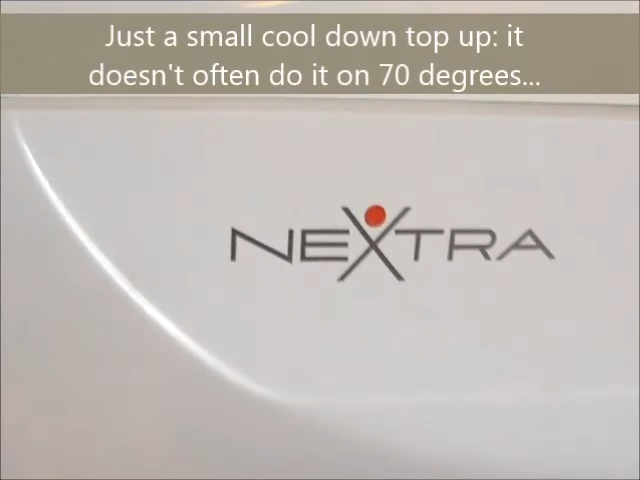 Just a small cool down top up: it
doesn't often do it on 70 degrees...
NEXTRA